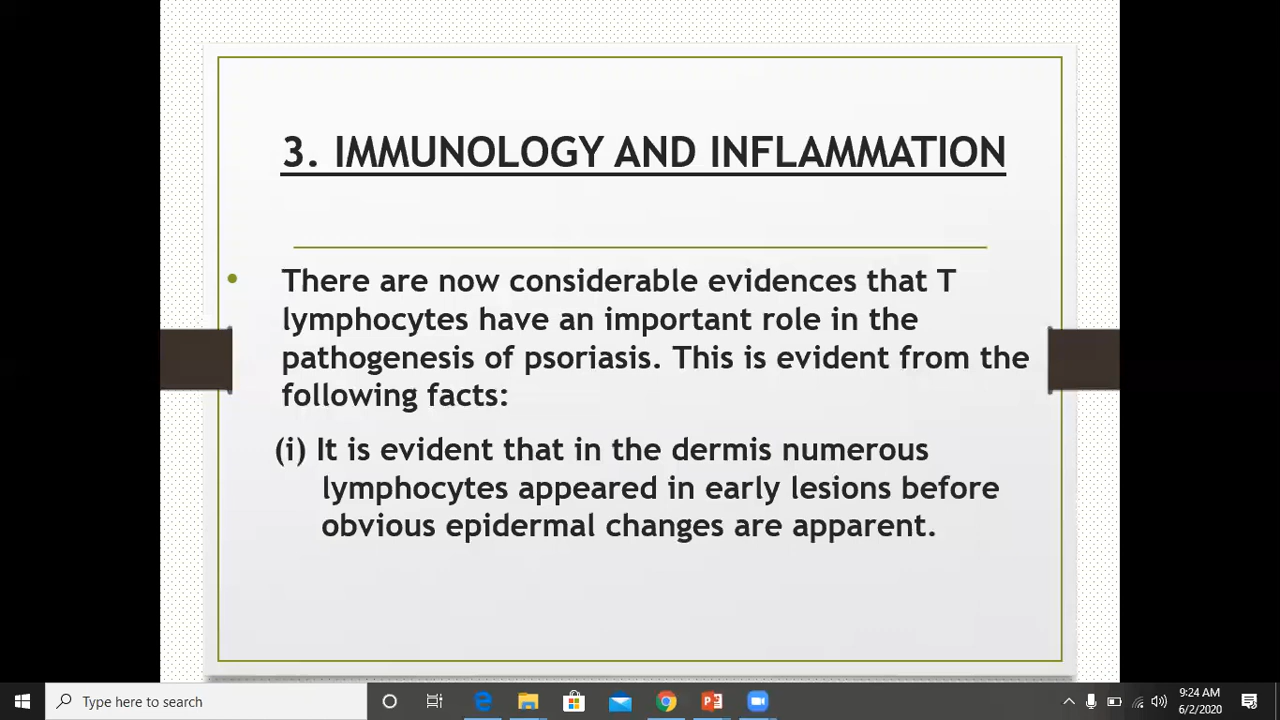 3. IMMUNOLOGY AND INFLAMMATION
• There are now considerable evidences that T
lymphocytes have an important role in the
pathogenesis of psoriasis. This is evident from the
following facts:
(i) It is evident that in the dermis numerous
lymphocytes appeared in early lesions before
obvious epidermal changes are apparent.
Type here to search
9:24 AM
6/2/2020